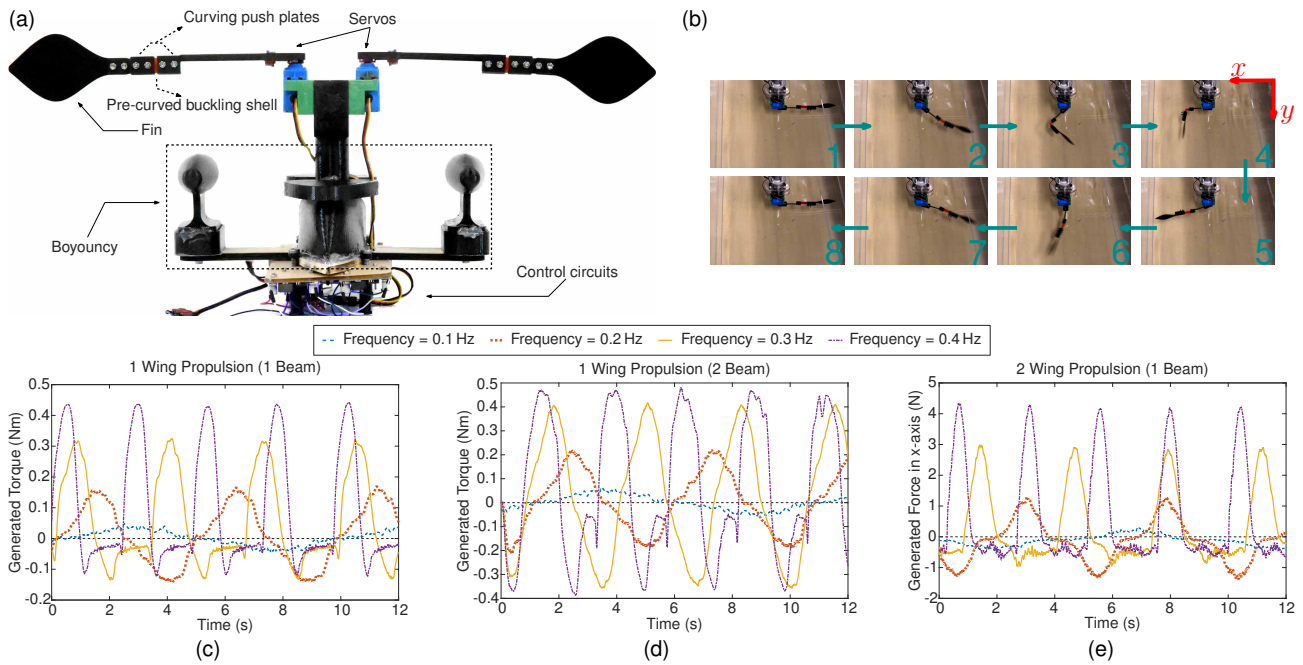 (a)
Curving push plates
Servos
Pre-curved buckling shell
Fin
Boyouncy
Control circuits
(b)
x
y
1
2
3
4
8
7
6
5
Frequency = 0.1 Hz
Frequency = 0.2 Hz
Frequency = 0.3 Hz
Frequency = 0.4 Hz
1 Wing Propulsion (1 Beam)
Generated Torque (Nm)
0.5
0.4
0.3
0.2
0.1
0
-0.1
-0.2
0
2
4
6
8
10
12
Time (s)
(c)
1 Wing Propulsion (2 Beam)
Generated Torque (Nm)
0.5
0.4
0.3
0.2
0.1
0
-0.1
-0.2
-0.3
-0.4
0
2
4
6
8
10
12
Time (s)
(d)
2 Wing Propulsion (1 Beam)
Generated Force in x-axis (N)
5
4
3
2
1
0
-1
-2
0
2
4
6
8
10
12
Time (s)
(e)